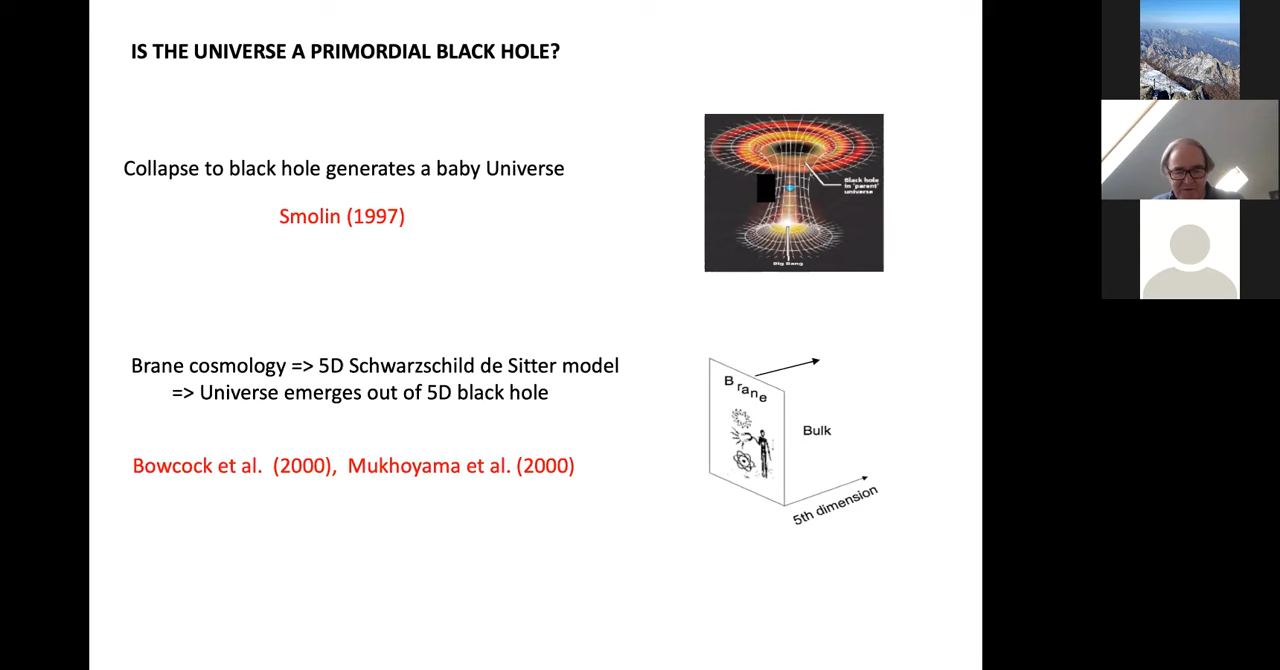 IS THE UNIVERSE A PRIMORDIAL BLACK HOLE?
Collapse to black hole generates a baby Universe
Smolin (1997)
Black hole
in 'parent'
universe
Big Bang
Brane cosmology => 5D Schwarzschild de Sitter model
=> Universe emerges out of 5D black hole
Bowcock et al. (2000), Mukhoyama et al. (2000)
Brane
Bulk
5th dimension